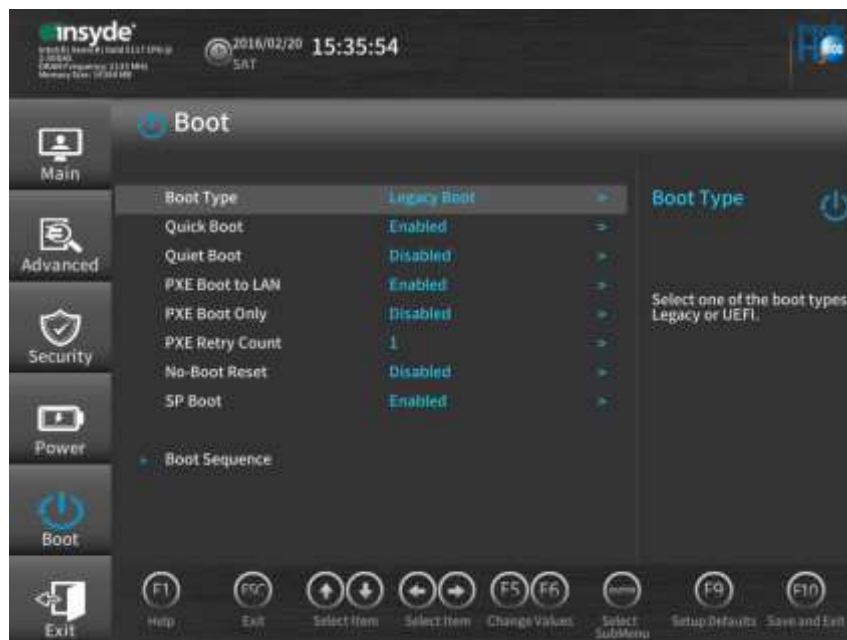 insyde
2016/02/20 15:35:54
SAT
Boot
Main
Advanced
Security
Power
Boot
Exit
Boot Type Legacy Boot
Quick Boot Enabled
Quiet Boot Disabled
PXE Boot to LAN Enabled
PXE Boot Only Disabled
PXE Retry Count 1
No-Boot Reset Disabled
SP Boot Enabled
Boot Sequence
Boot Type
Select one of the boot types
Legacy or UEFI.
F1 ESC F5 F6 F9 F10
Help Exit Select Item Select Item Change Values Select Setup Defaults Save and Exit
SubMenu